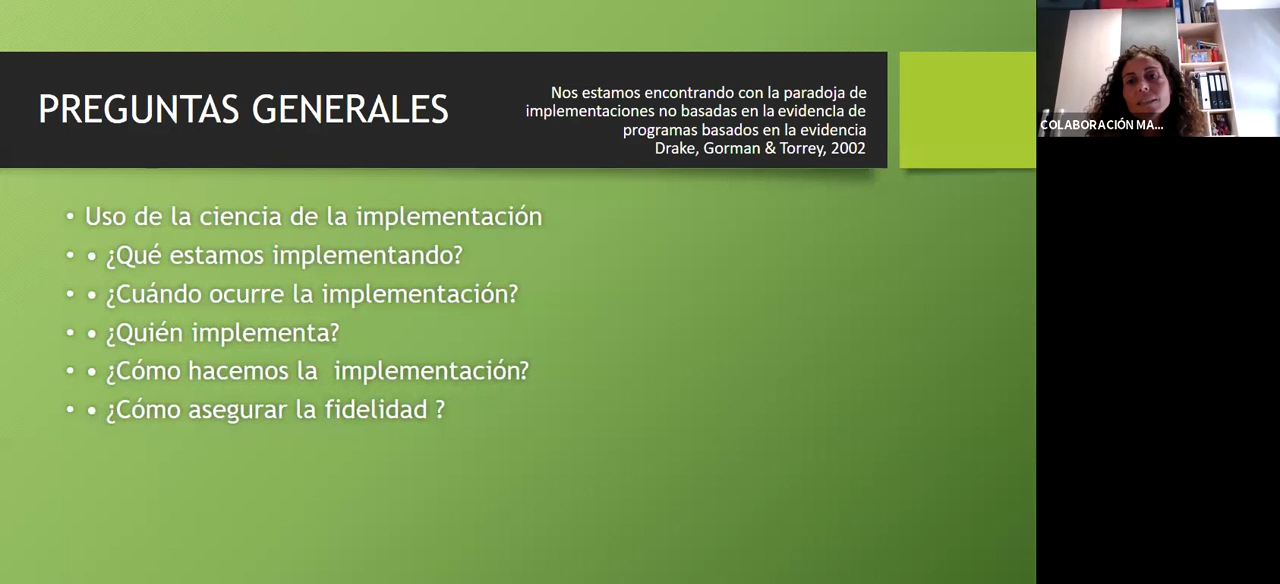 PREGUNTAS GENERALES
Nos estamos encontrando con la paradoja de
implementaciones no basadas en la evidencia de
programas basados en la evidencia
Drake, Gorman & Torrey, 2002
• Uso de la ciencia de la implementación
• • ¿Qué estamos implementando?
• • ¿Cuándo ocurre la implementación?
• • ¿Quién implementa?
• • ¿Cómo hacemos la  implementación?
• • ¿Cómo asegurar la fidelidad ?
COLABORACIÓN MA...